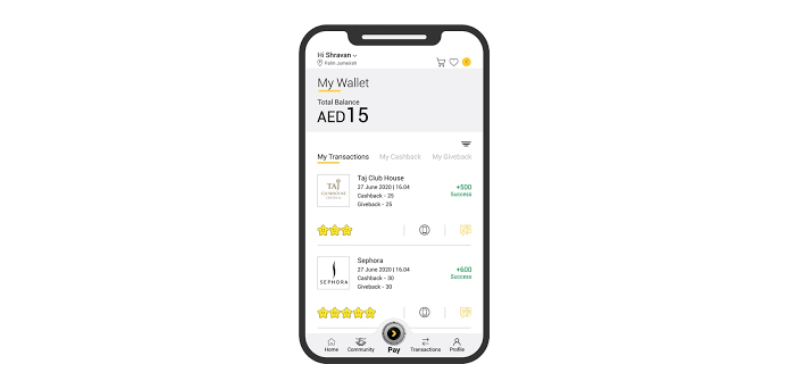 Hi Shravan
Palm Jumeirah
My Wallet
Total Balance
AED15
My Transactions My Cashback My Giveback
TAJ
Taj Club House
27 June 2020 | 16.04
Cashback - 25
Giveback - 25
+500
Success
SEPHORA
Sephora
27 June 2020 | 16.04
Cashback - 30
Giveback - 30
+600
Success
Home Community Pay Transactions Profile